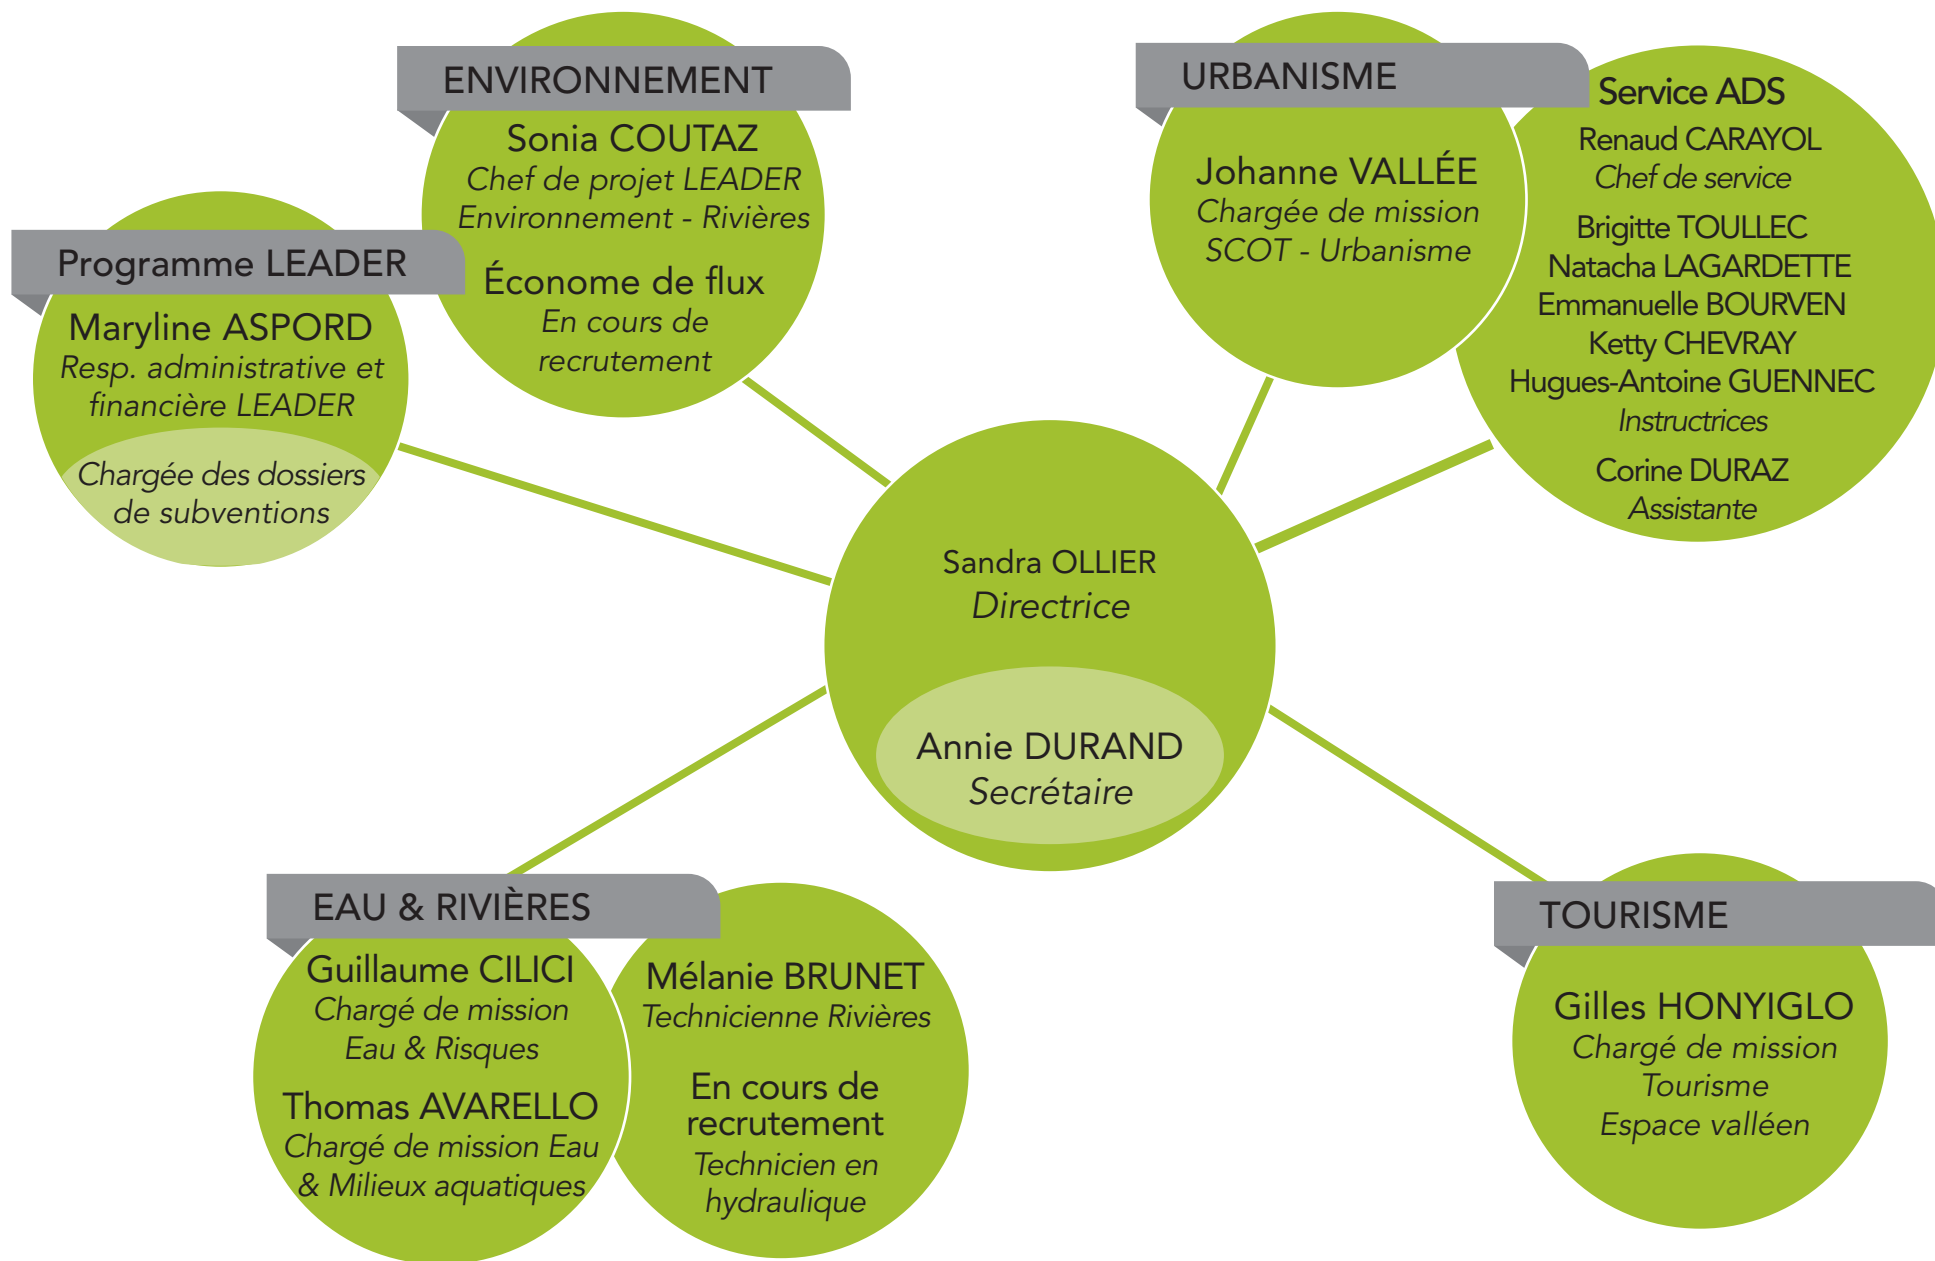 ENVIRONNEMENT
Sonia COUTAZ
Chef de projet LEADER
Environnement - Rivières
Économe de flux
En cours de
recrutement
Programme LEADER
Maryline ASPORD
Resp. administrative et
financière LEADER
Chargée des dossiers
de subventions
URBANISME
Johanne VALLÉE
Chargée de mission
SCOT - Urbanisme
Service ADS
Renaud CARAYOL
Chef de service
Brigitte TOULLEC
Natacha LAGARDETTE
Emmanuelle BOURVEN
Ketty CHEVRAY
Hugues-Antoine GUENNEC
Instructrices
Corine DURAZ
Assistante
Sandra OLLIER
Directrice
Annie DURAND
Secrétaire
EAU & RIVIÈRES
Guillaume CILICI
Chargé de mission
Eau & Risques
Thomas AVARELLO
Chargé de mission Eau
& Milieux aquatiques
Mélanie BRUNET
Technicienne Rivières
En cours de
recrutement
Technicien en
hydraulique
TOURISME
Gilles HONYIGLO
Chargé de mission
Tourisme
Espace valléen